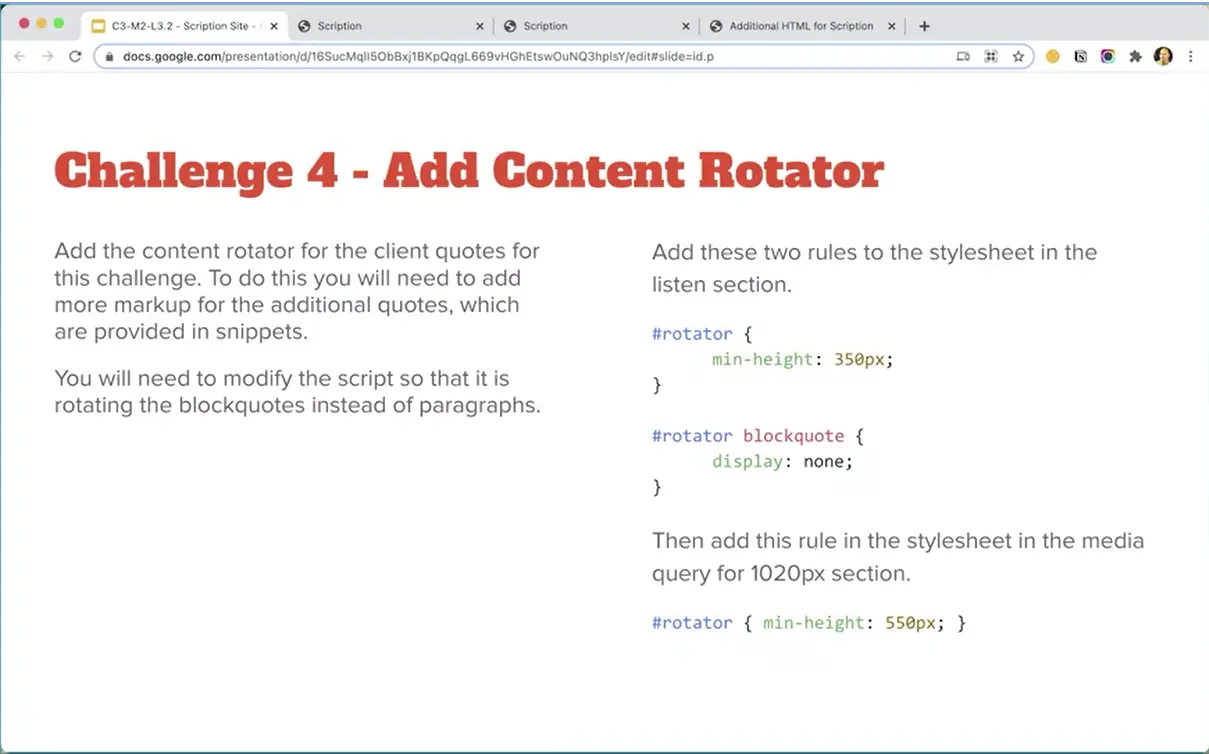 C3-M2-L3.2 - Scription Site -
Scription
Scription
Additional HTML for Scription
docs.google.com/presentation/d/16SucMqIl5ObBxj1BKpQqgL669vHGhEtswOuNQ3hplsY/edit#slide=id.p
Challenge 4 - Add Content Rotator
Add the content rotator for the client quotes for
this challenge. To do this you will need to add
more markup for the additional quotes, which
are provided in snippets.
You will need to modify the script so that it is
rotating the blockquotes instead of paragraphs.
Add these two rules to the stylesheet in the
listen section.
#rotator {
min-height: 350px;
}
#rotator blockquote {
display: none;
}
Then add this rule in the stylesheet in the media
query for 1020px section.
#rotator { min-height: 550px; }